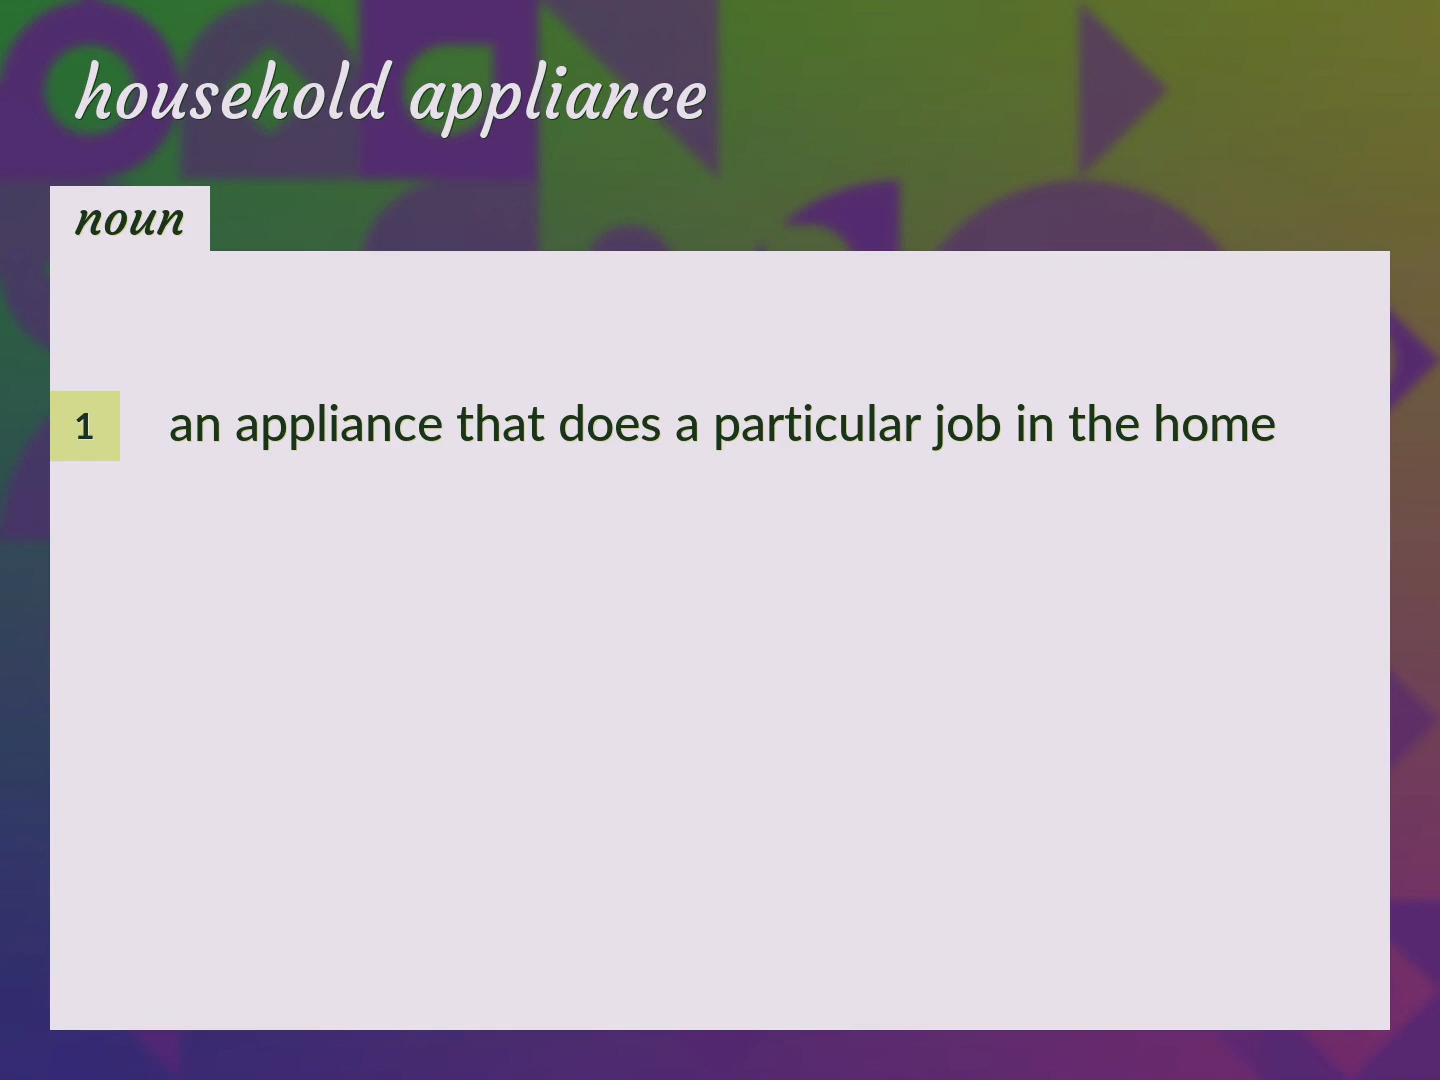 household appliance
noun
1 an appliance that does a particular job in the home